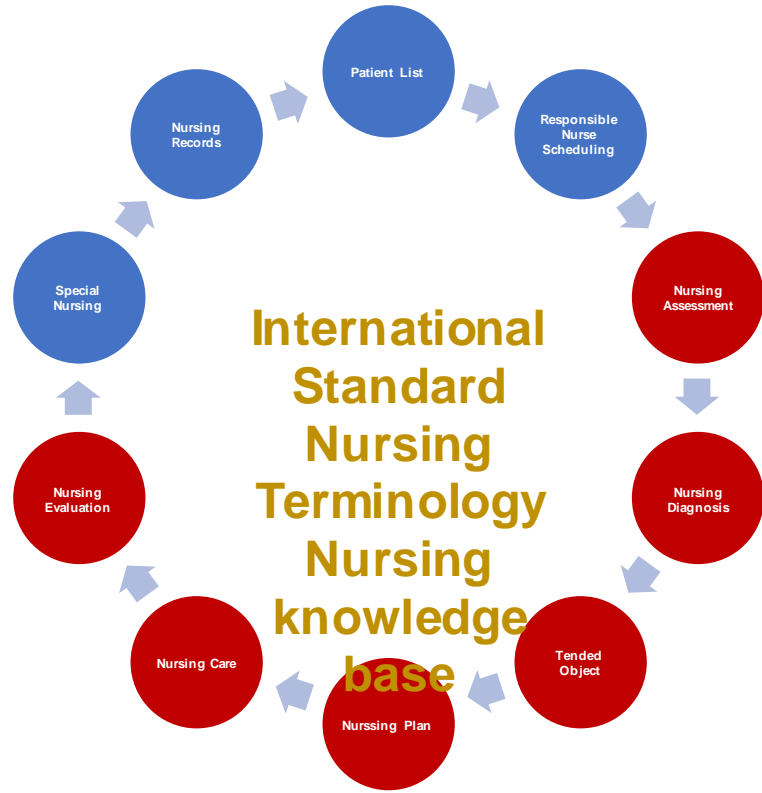 Patient List
Responsible
Nurse
Scheduling
Nursing
Assessment
Nursing
Diagnosis
Tended
Object
Nurssing Plan
Nursing Care
Nursing
Evaluation
Special
Nursing
Nursing
Records
International
Standard
Nursing
Terminology
Nursing
knowledge
base